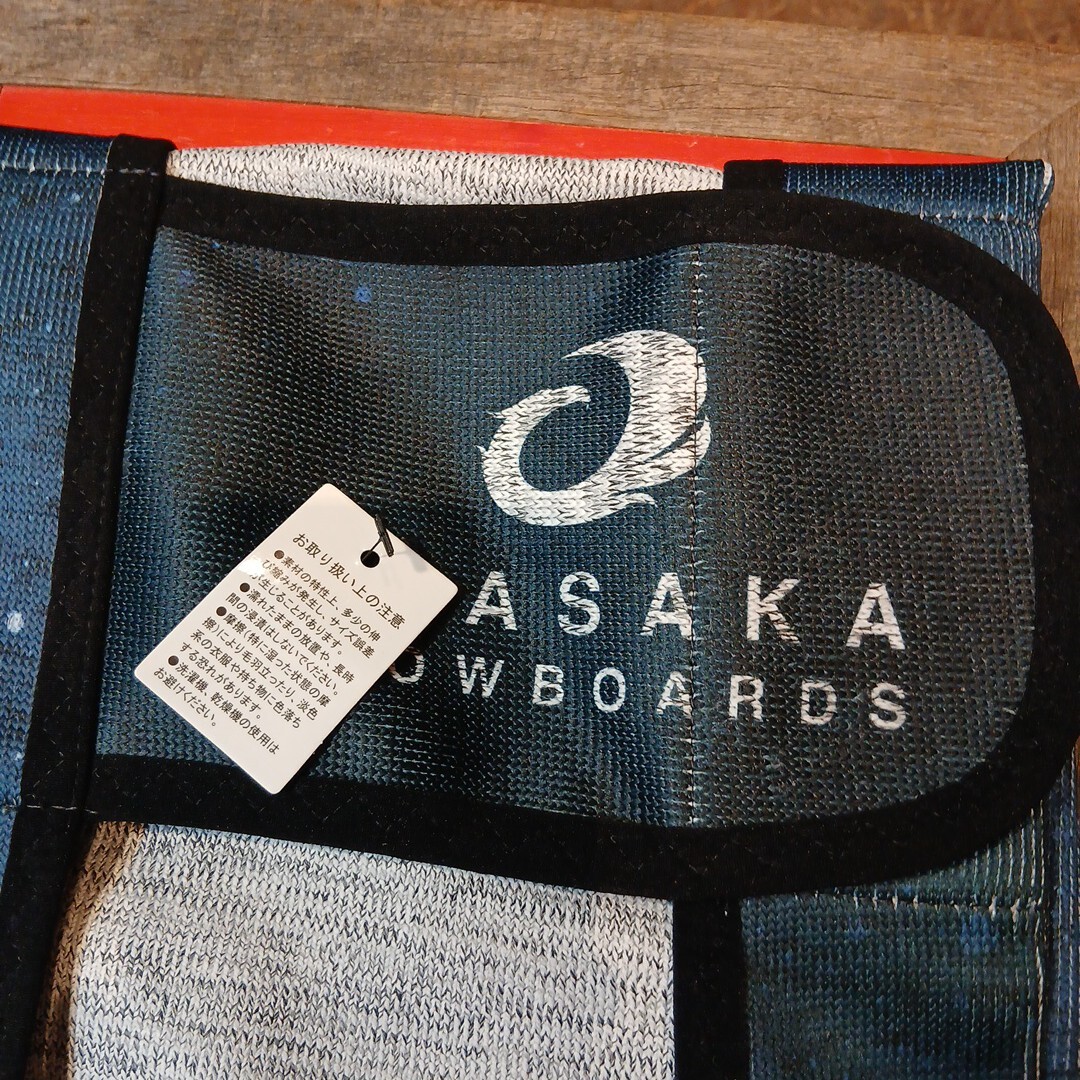 お取り扱い上の注意
●素材の特性上、多少の伸
び縮みが発生し、サイズ誤差
が生じることがあります。
●濡れたままの放置や、長時
間の浸漬はしないでください。
●摩擦(特に湿った状態の摩
擦)により毛羽立ったり、淡色
系の衣服や持ち物に色落ち
する恐れがあります。
●洗濯機、乾燥機の使用は
お避けください。
ASAKA
OWBOARDS